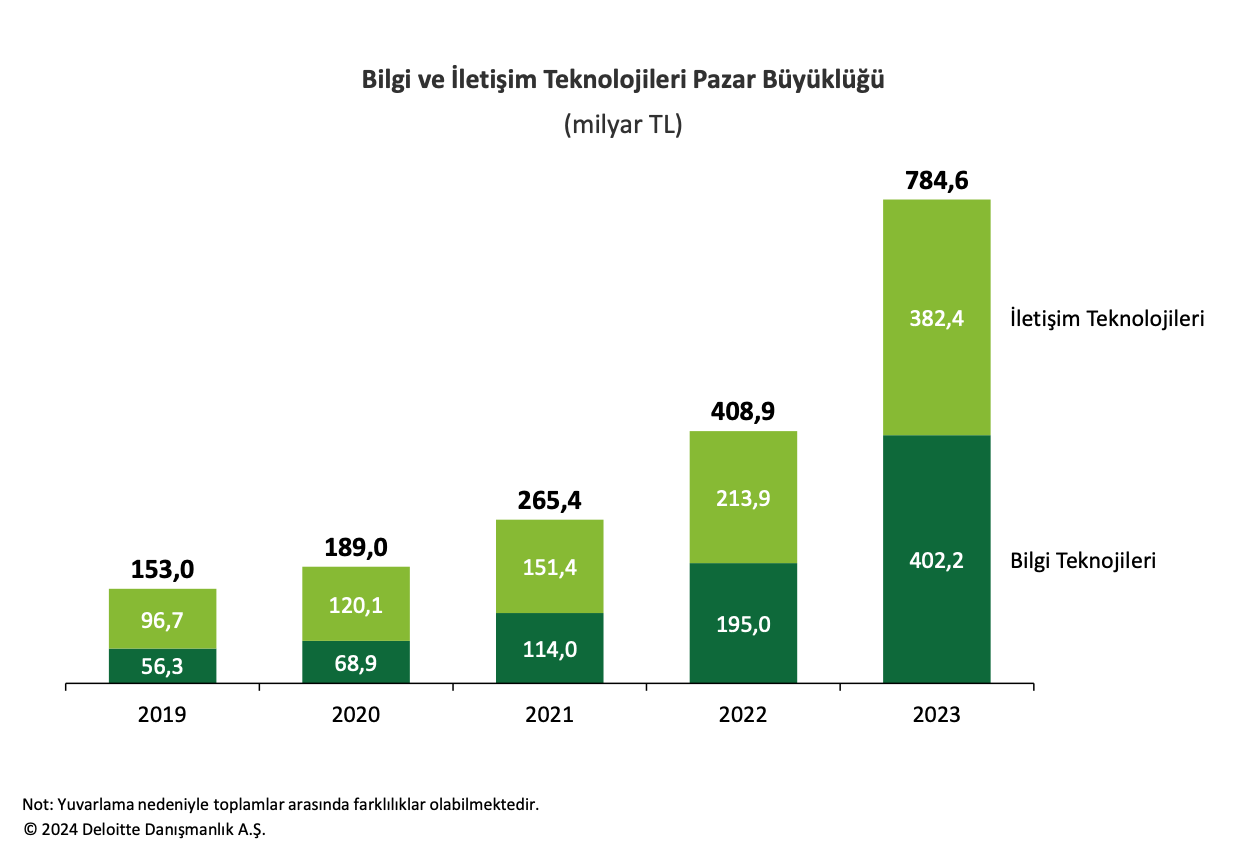 Bilgi ve İletişim Teknolojileri Pazar Büyüklüğü
(milyar TL)
784,6
382,4
İletişim Teknolojileri
408,9
265,4
213,9
189,0
153,0
151,4
402,2
Bilgi Teknojileri
120,1
96,7
195,0
114,0
68,9
56,3
2019 2020 2021 2022 2023
Not: Yuvarlama nedeniyle toplamlar arasında farklılıklar olabilmektedir.
© 2024 Deloitte Danışmanlık A.Ş.